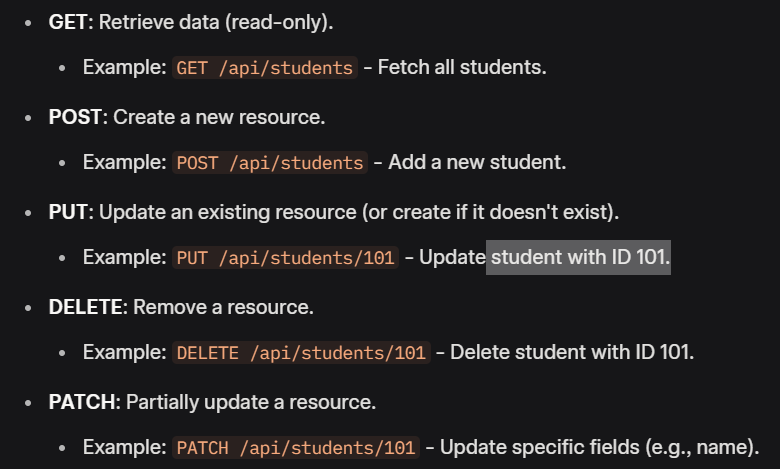 • GET: Retrieve data (read-only).
• Example: GET /api/students - Fetch all students.
• POST: Create a new resource.
• Example: POST /api/students - Add a new student.
• PUT: Update an existing resource (or create if it doesn't exist).
• Example: PUT /api/students/101 - Update student with ID 101.
• DELETE: Remove a resource.
• Example: DELETE /api/students/101 - Delete student with ID 101.
• PATCH: Partially update a resource.
• Example: PATCH /api/students/101 - Update specific fields (e.g., name).